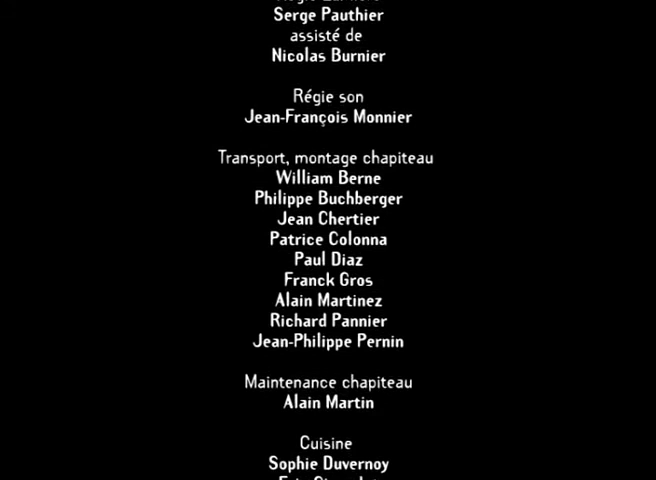 Serge Pauthier
assisté de
Nicolas Burnier
Régie son
Jean-François Monnier
Transport, montage chapiteau
William Berne
Philippe Buchberger
Jean Chertier
Patrice Colonna
Paul Diaz
Franck Gros
Alain Martinez
Richard Pannier
Jean-Philippe Pernin
Maintenance chapiteau
Alain Martin
Cuisine
Sophie Duvernoy